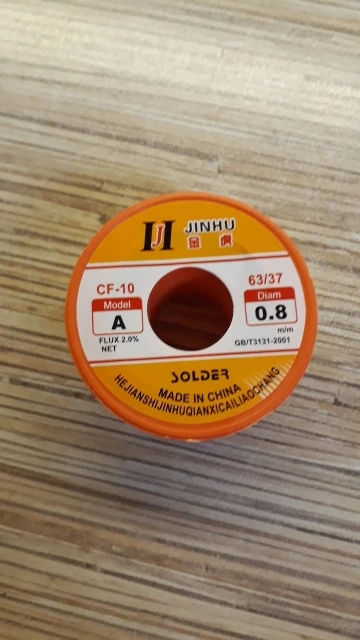 JINHU
金虎
CF-10
63/37
Model
A
Diam
0.8
FLUX 2.0%
NET
m/m
GB/T3131-2001
SOLDER
MADE IN CHINA
HEJIANSHIJINHUQIANXICAILIAOCHANG